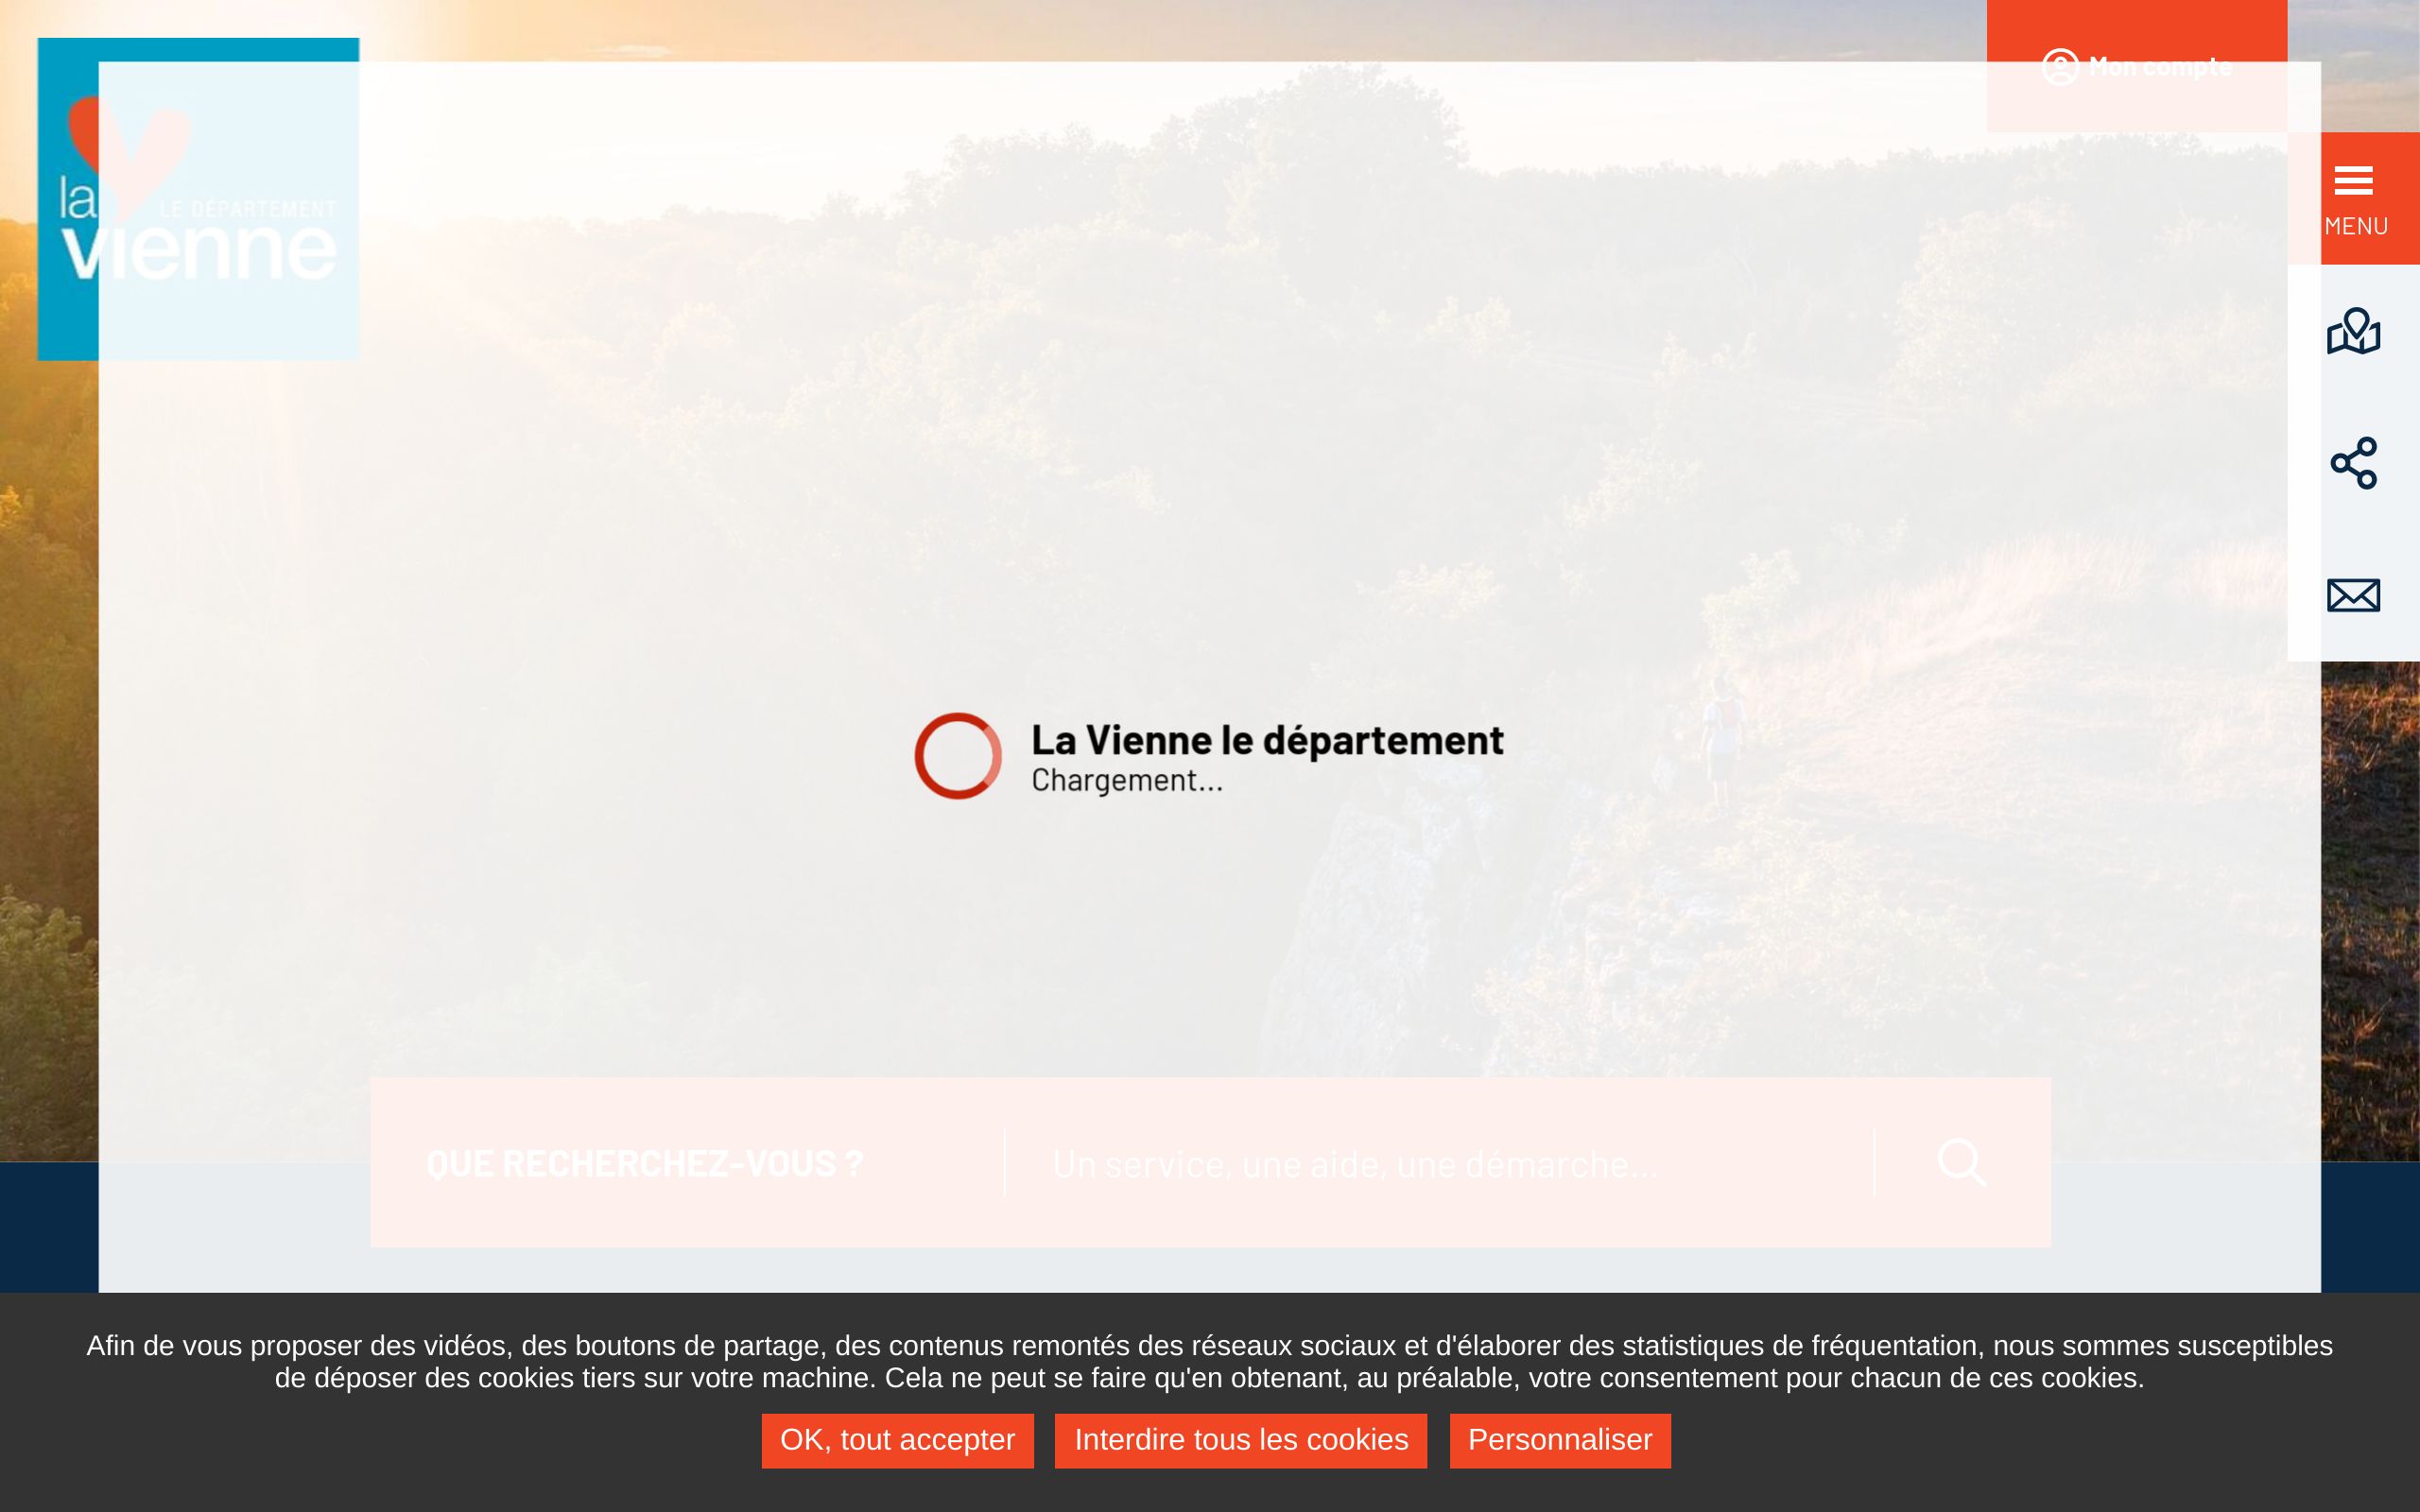 Mon compte
la
LE DÉPARTEMENT
vienne
MENU
La Vienne le département
Chargement...
QUE RECHERCHEZ-VOUS ?
Un service, une aide, une démarche...
Afin de vous proposer des vidéos, des boutons de partage, des contenus remontés des réseaux sociaux et d'élaborer des statistiques de fréquentation, nous sommes susceptibles
de déposer des cookies tiers sur votre machine. Cela ne peut se faire qu'en obtenant, au préalable, votre consentement pour chacun de ces cookies.
OK, tout accepter
Interdire tous les cookies
Personnaliser